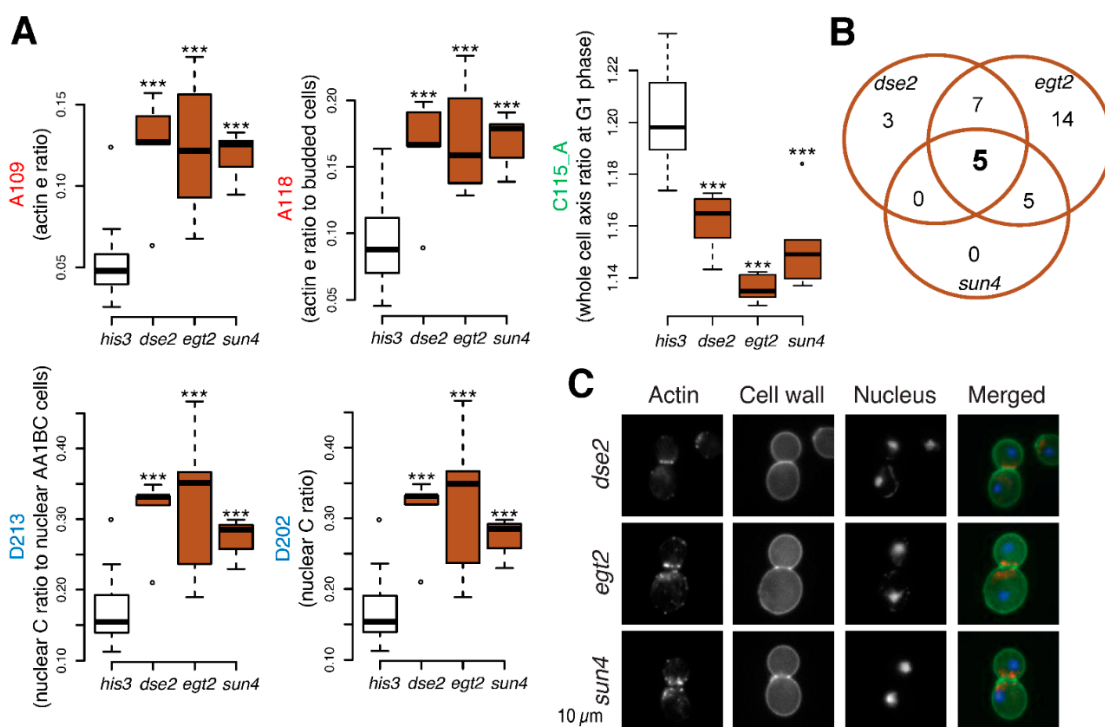 A
A109
(actin e ratio)
0.05
0.10
0.15
***
***
***
his3 dse2 egt2 sun4
A118
(actin e ratio to budded cells)
0.05
0.10
0.15
0.20
***
***
***
his3 dse2 egt2 sun4
C115_A
(whole cell axis ratio at G1 phase)
1.14
1.16
1.18
1.20
1.22
***
***
***
his3 dse2 egt2 sun4
B
dse2
egt2
3
7
14
5
0
5
0
sun4
D213
(nuclear C ratio to nuclear AA1BC cells)
0.10
0.20
0.30
0.40
***
***
***
his3 dse2 egt2 sun4
D202
(nuclear C ratio)
0.10
0.20
0.30
0.40
***
***
***
his3 dse2 egt2 sun4
C
Actin Cell wall Nucleus Merged
dse2
egt2
sun4
10 µm